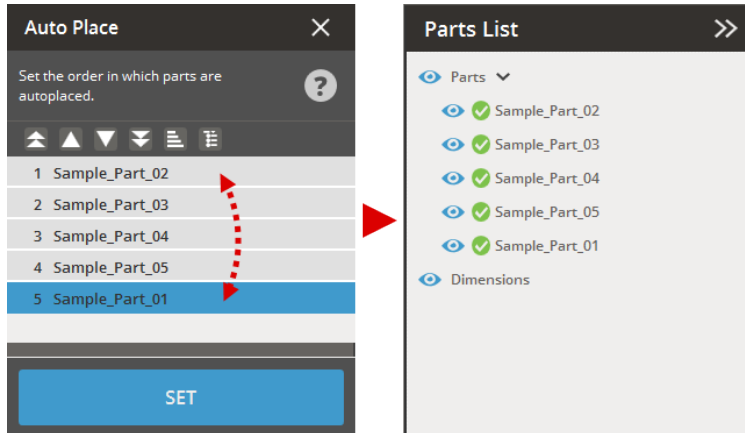 Auto Place
Set the order in which parts are
autoplaced.
?
1 Sample_Part_02
2 Sample_Part_03
3 Sample_Part_04
4 Sample_Part_05
5 Sample_Part_01
SET
Parts List
Parts
Sample_Part_02
Sample_Part_03
Sample_Part_04
Sample_Part_05
Sample_Part_01
Dimensions